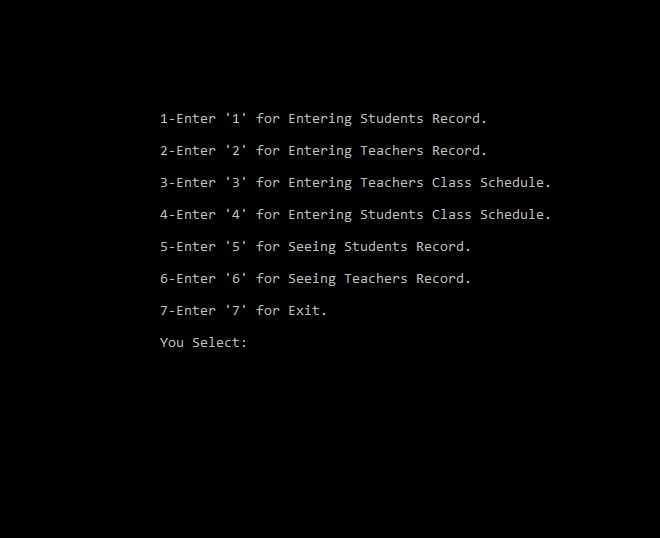 1-Enter '1' for Entering Students Record.
2-Enter '2' for Entering Teachers Record.
3-Enter '3' for Entering Teachers Class Schedule.
4-Enter '4' for Entering Students Class Schedule.
5-Enter '5' for Seeing Students Record.
6-Enter '6' for Seeing Teachers Record.
7-Enter '7' for Exit.
You Select: